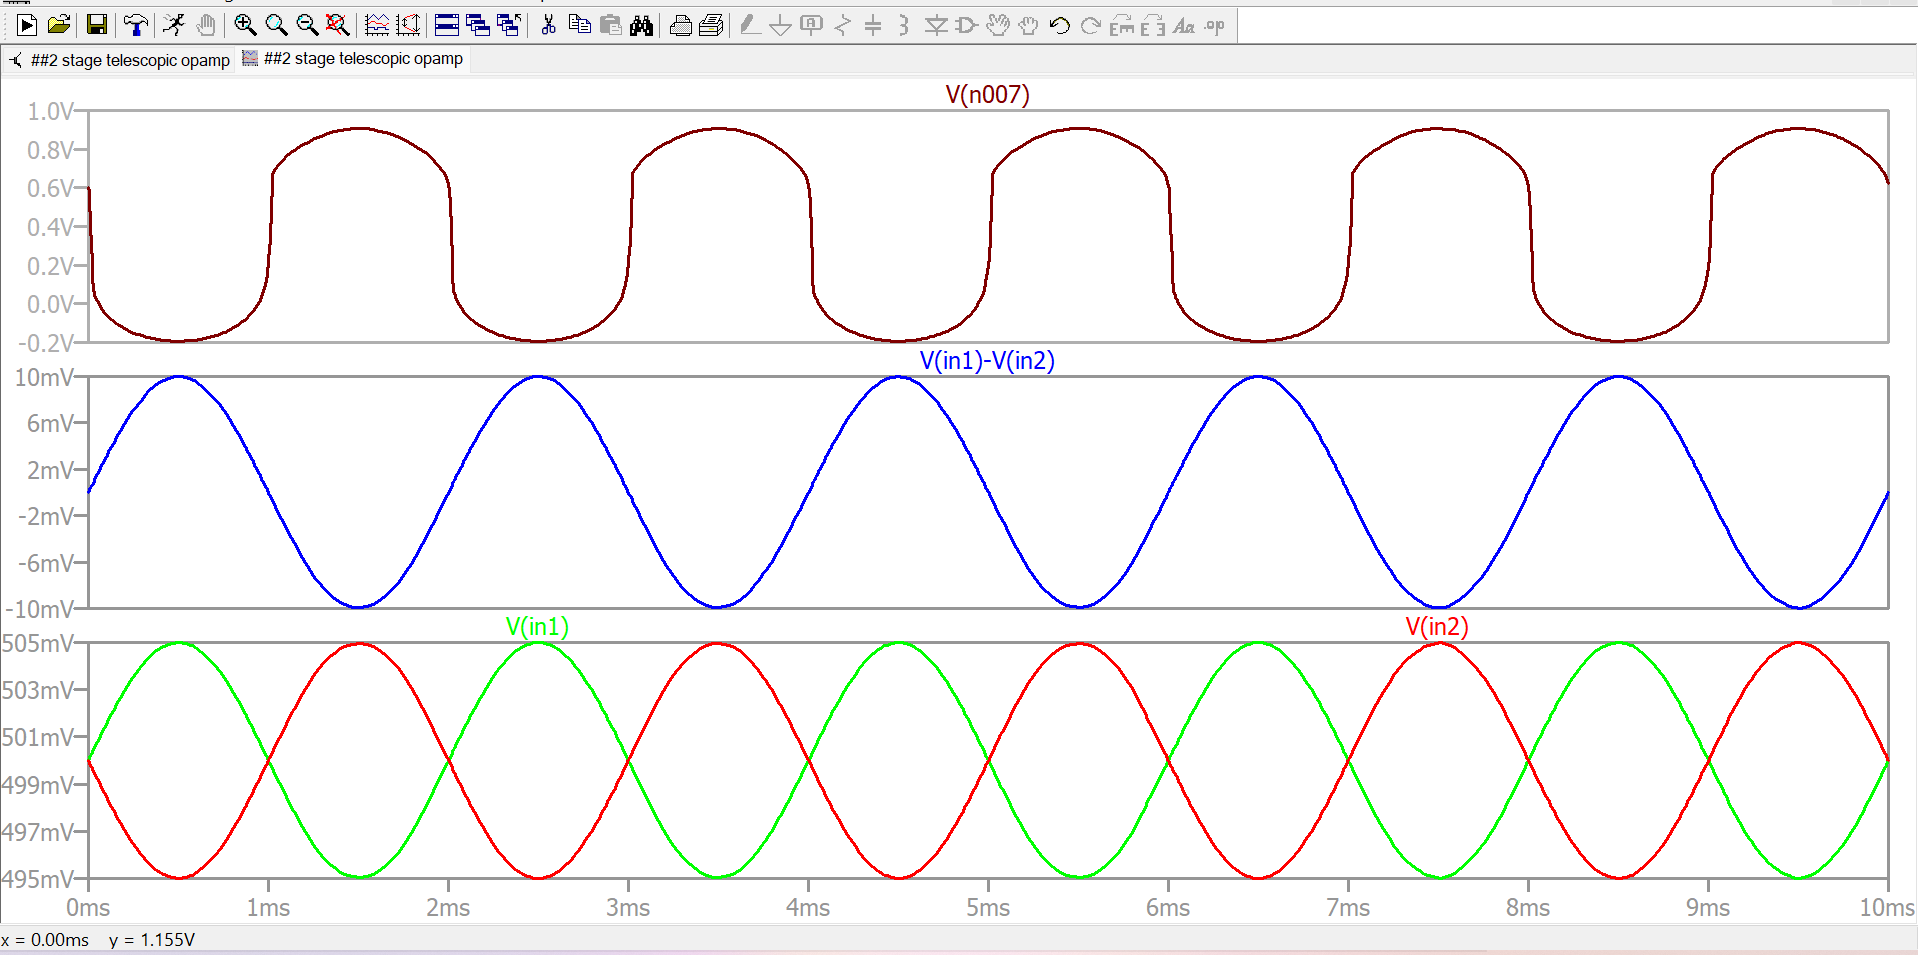 .op
##2 stage telescopic opamp ##2 stage telescopic opamp
V(n007)
1.0V
0.8V
0.6V
0.4V
0.2V
0.0V
-0.2V
V(in1)-V(in2)
10mV
6mV
2mV
-2mV
-6mV
-10mV
V(in1) V(in2)
505mV
503mV
501mV
499mV
497mV
495mV
0ms 1ms 2ms 3ms 4ms 5ms 6ms 7ms 8ms 9ms 10ms
x = 0.00ms y = 1.155V